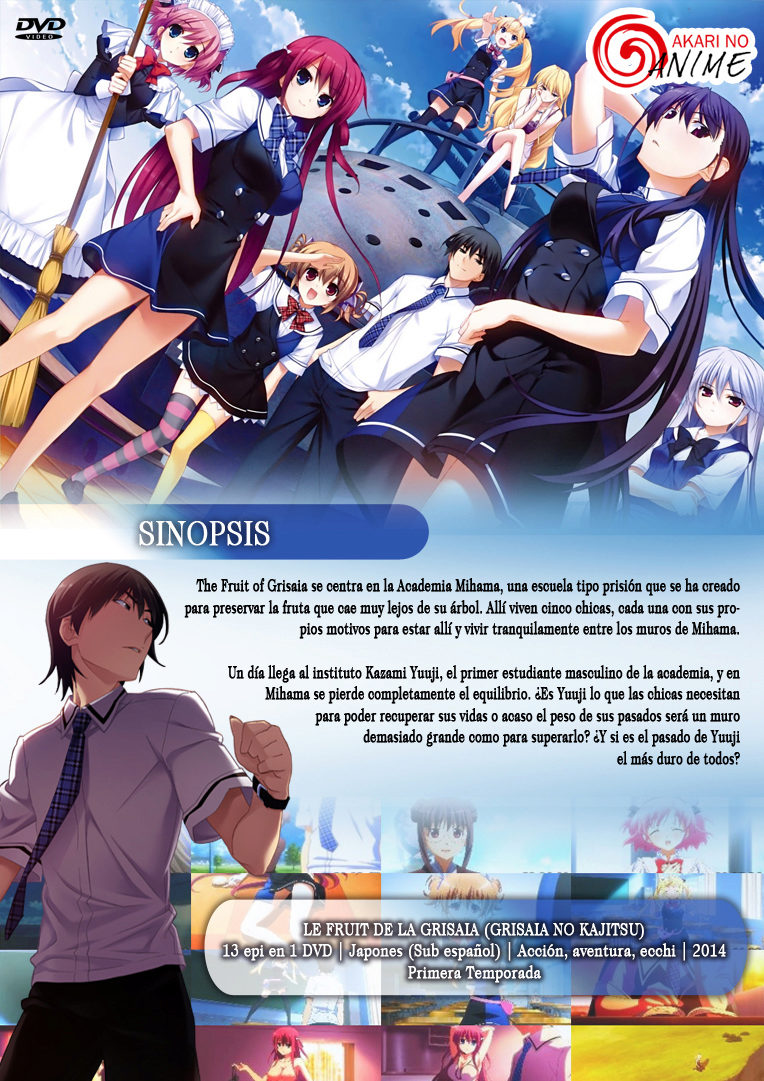 DVD
VIDEO
AKARI NO
ANIME
SINOPSIS
The Fruit of Grisaia se centra en la Academia Mihama, una escuela tipo prisión que se ha creado
para preservar la fruta que cae muy lejos de su árbol. Allí viven cinco chicas, cada una con sus pro-
pios motivos para estar allí y vivir tranquilamente entre los muros de Mihama.
Un día llega al instituto Kazami Yuuji, el primer estudiante masculino de la academia, y en
Mihama se pierde completamente el equilibrio. ¿Es Yuuji lo que las chicas necesitan
para poder recuperar sus vidas o acaso el peso de sus pasados será un muro
demasiado grande como para superarlo? ¿Y si es el pasado de Yuuji
el más duro de todos?
LE FRUIT DE LA GRISAIA (GRISAIA NO KAJITSU)
13 epi en 1 DVD | Japones (Sub español) | Acción, aventura, ecchi | 2014
Primera Temporada